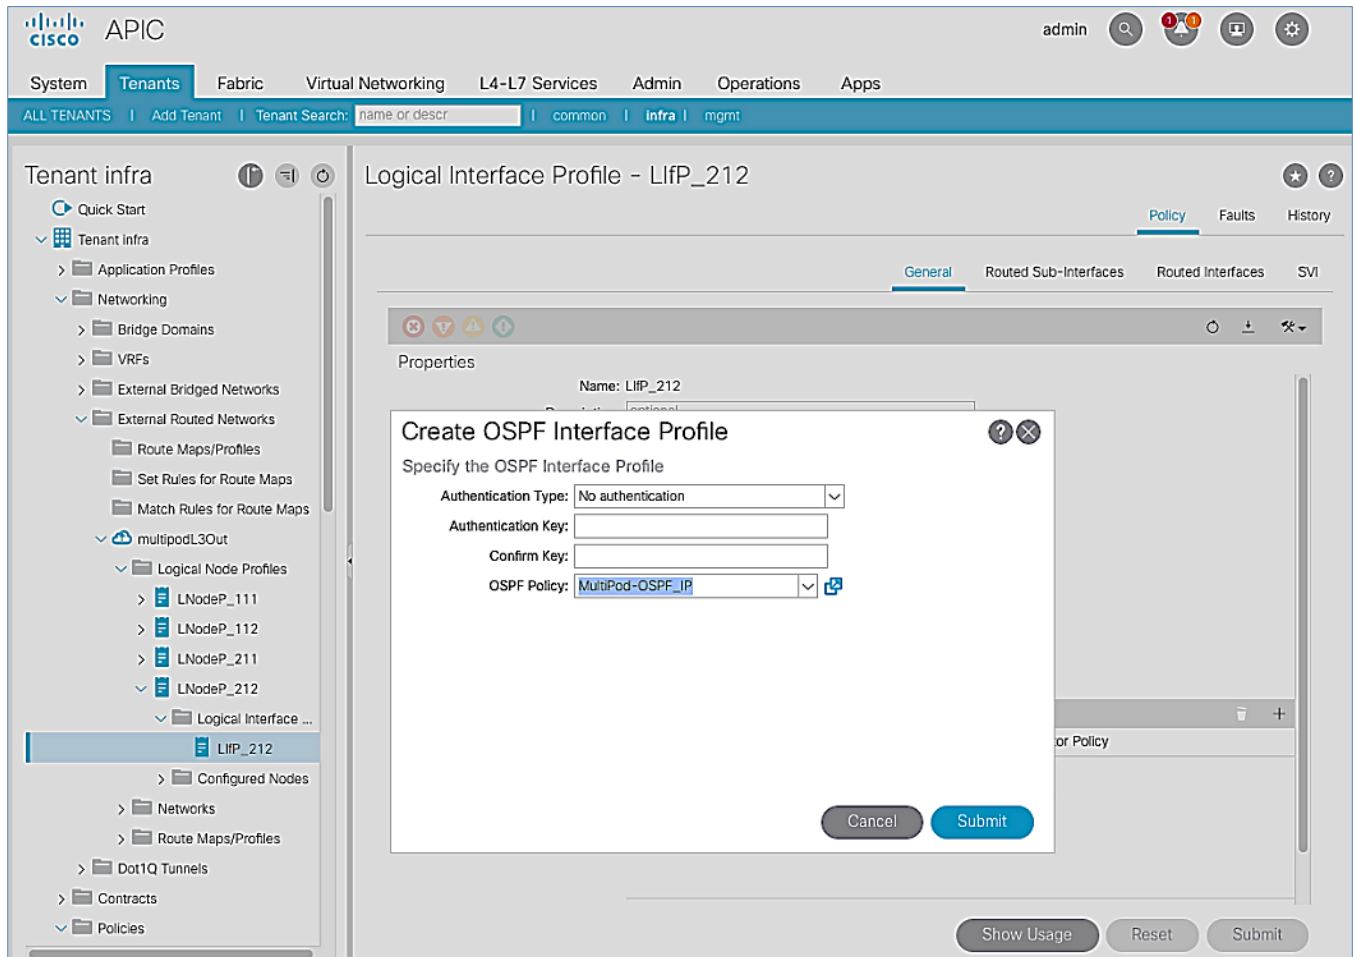 CISCO APIC admin 1 1
System Tenants Fabric Virtual Networking L4-L7 Services Admin Operations Apps
ALL TENANTS | Add Tenant | Tenant Search: name or descr | common | infra | mgmt
Tenant infra
Quick Start
Tenant infra
Application Profiles
Networking
Bridge Domains
VRFs
External Bridged Networks
External Routed Networks
Route Maps/Profiles
Set Rules for Route Maps
Match Rules for Route Maps
multipodL3Out
Logical Node Profiles
LNodeP_111
LNodeP_112
LNodeP_211
LNodeP_212
Logical Interface ...
LIfP_212
Configured Nodes
Networks
Route Maps/Profiles
Dot1Q Tunnels
Contracts
Policies
Logical Interface Profile - LIfP_212
Policy Faults History
General Routed Sub-Interfaces Routed Interfaces SVI
Properties
Name: LIfP_212
optional
Create OSPF Interface Profile
Specify the OSPF Interface Profile
Authentication Type: No authentication
Authentication Key:
Confirm Key:
OSPF Policy: MultiPod-OSPF_IP
Policy
Cancel Submit
Show Usage Reset Submit